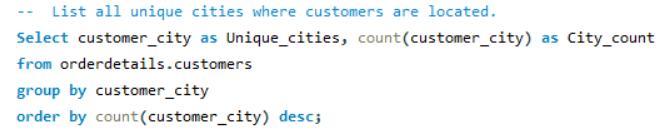 --  List all unique cities where customers are located.
Select customer_city as Unique_cities, count(customer_city) as City_count
from orderdetails.customers
group by customer_city
order by count(customer_city) desc;